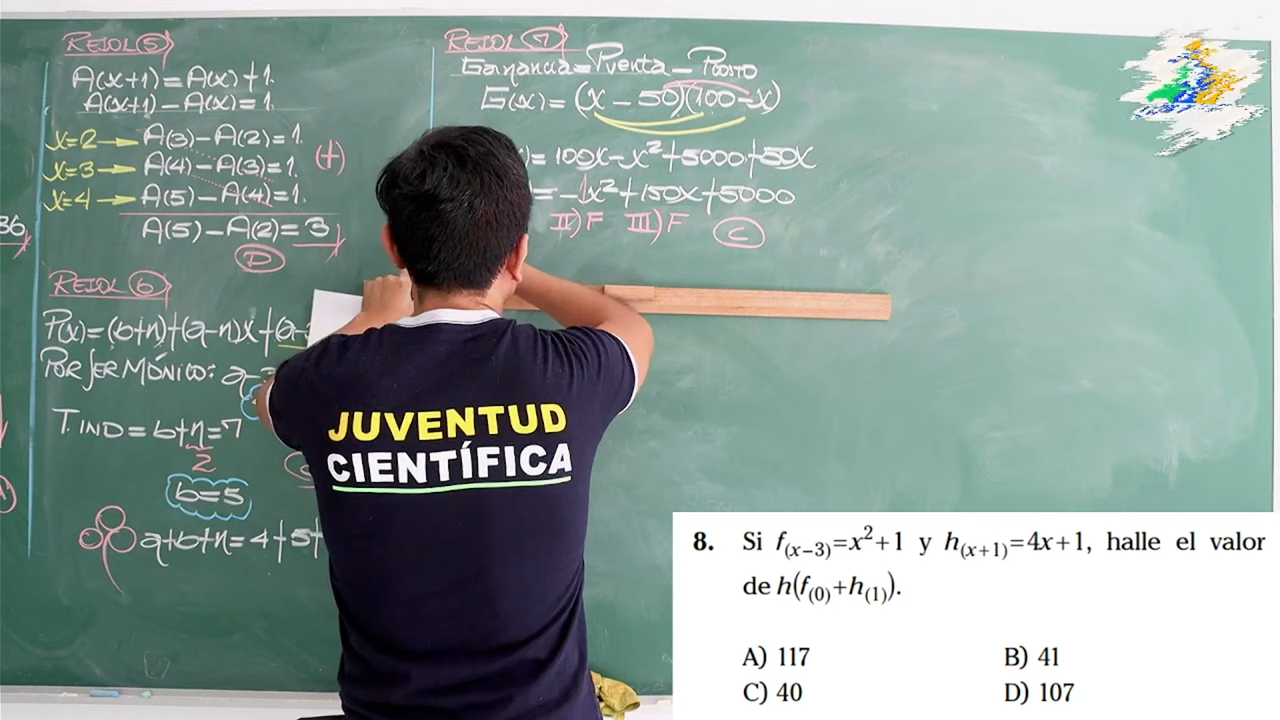 RESOL 5
A(x+1)=A(x)+1.
A(x+1)-A(x)=1.
x=2→ A(3)-A(2)=1.
x=3→ A(4)-A(3)=1. (+)
x=4→ A(5)-A(4)=1.
A(5)-A(2)=3
D
36
RESOL 6
P(x)=(b+n)+(a-n)x+(a-
POR SER MÓNICO: a-
T.IND=b+n=7
2
b=5
a+b+n=4+5+
RESOL 7
Ganancia=Pventa-Pcosto
G(x)=(x-50)(100-x)
)=100x-x²+5000+50x
=-1x²+150x+5000
II)F III)F C
JUVENTUD
CIENTÍFICA
8. Si f(x−3)=x²+1 y h(x+1)=4x+1, halle el valor
de h(f(0)+h(1)).
A) 117 B) 41
C) 40 D) 107